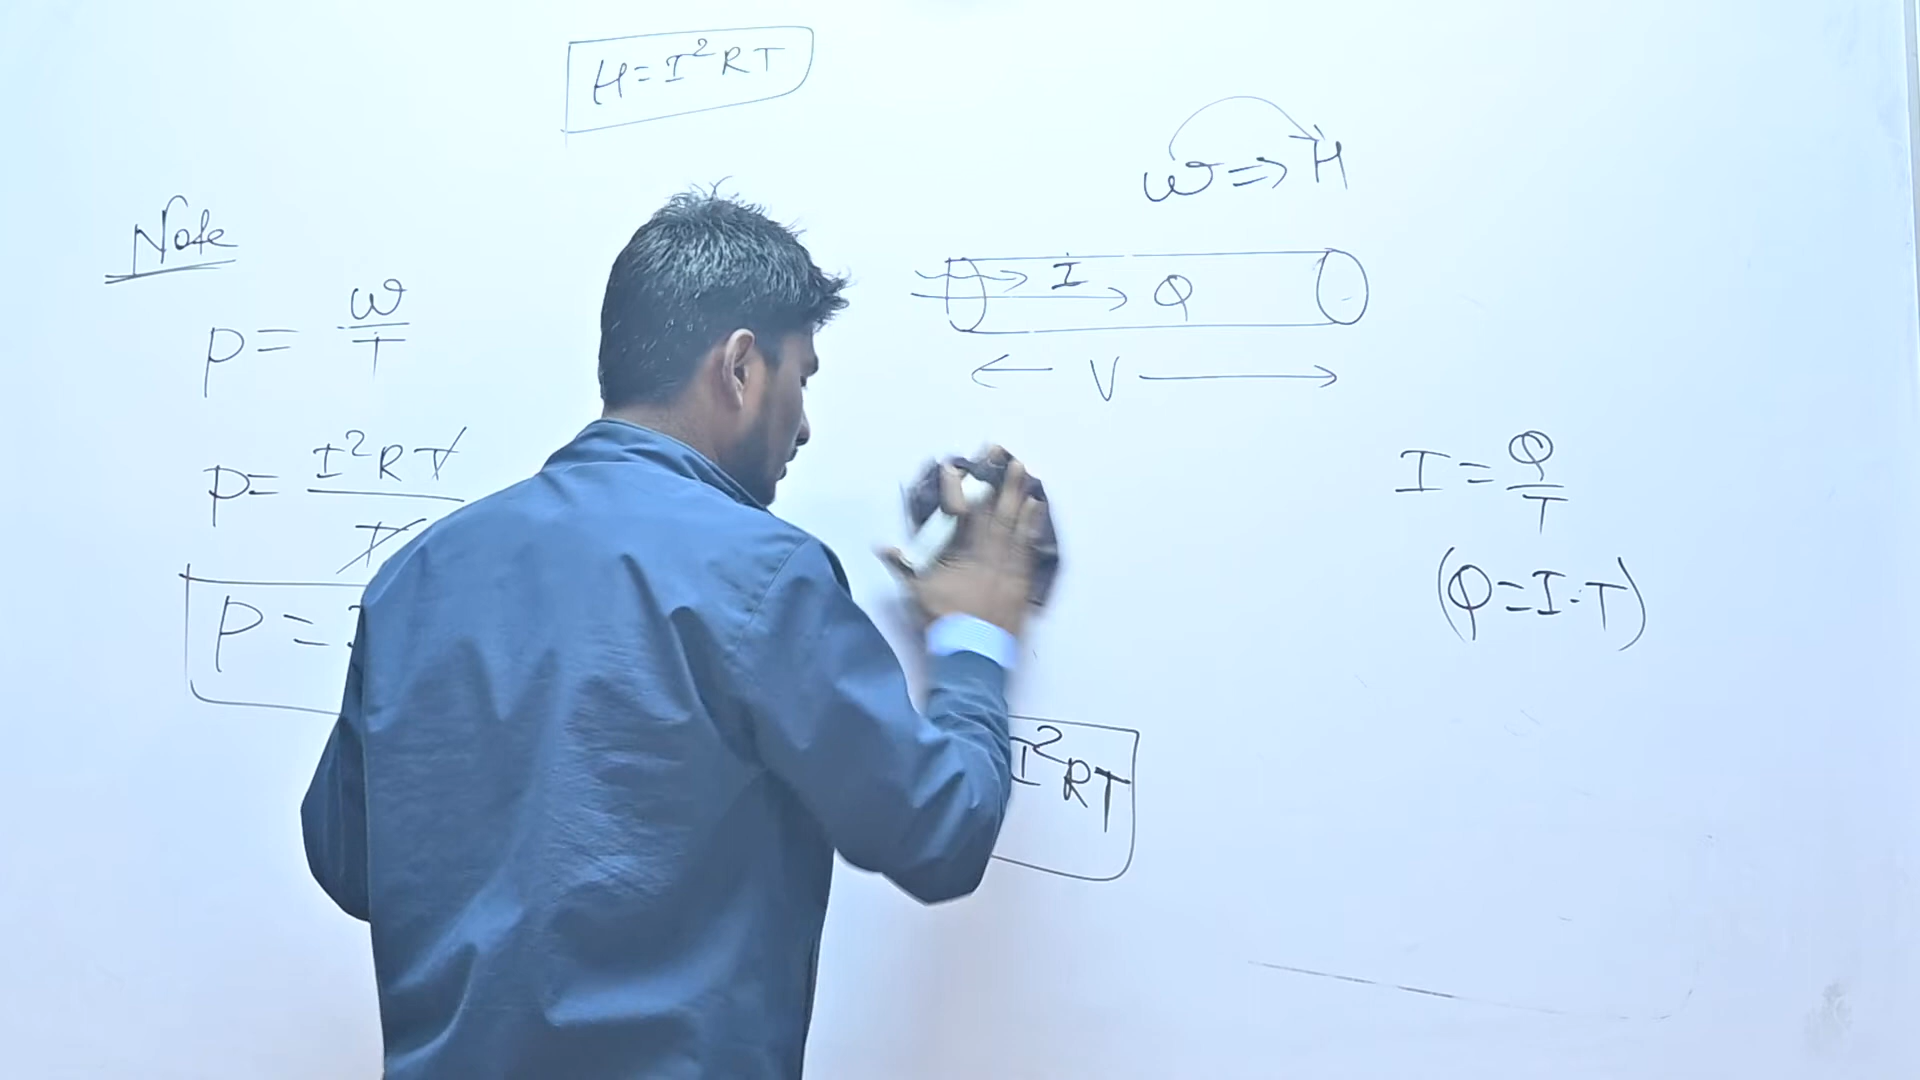 H=I²RT
W⇒H
Note
P=W/T
I Q
V
P=I²RT/T
I=Q/T
(Q=I·T)
P=
I²RT